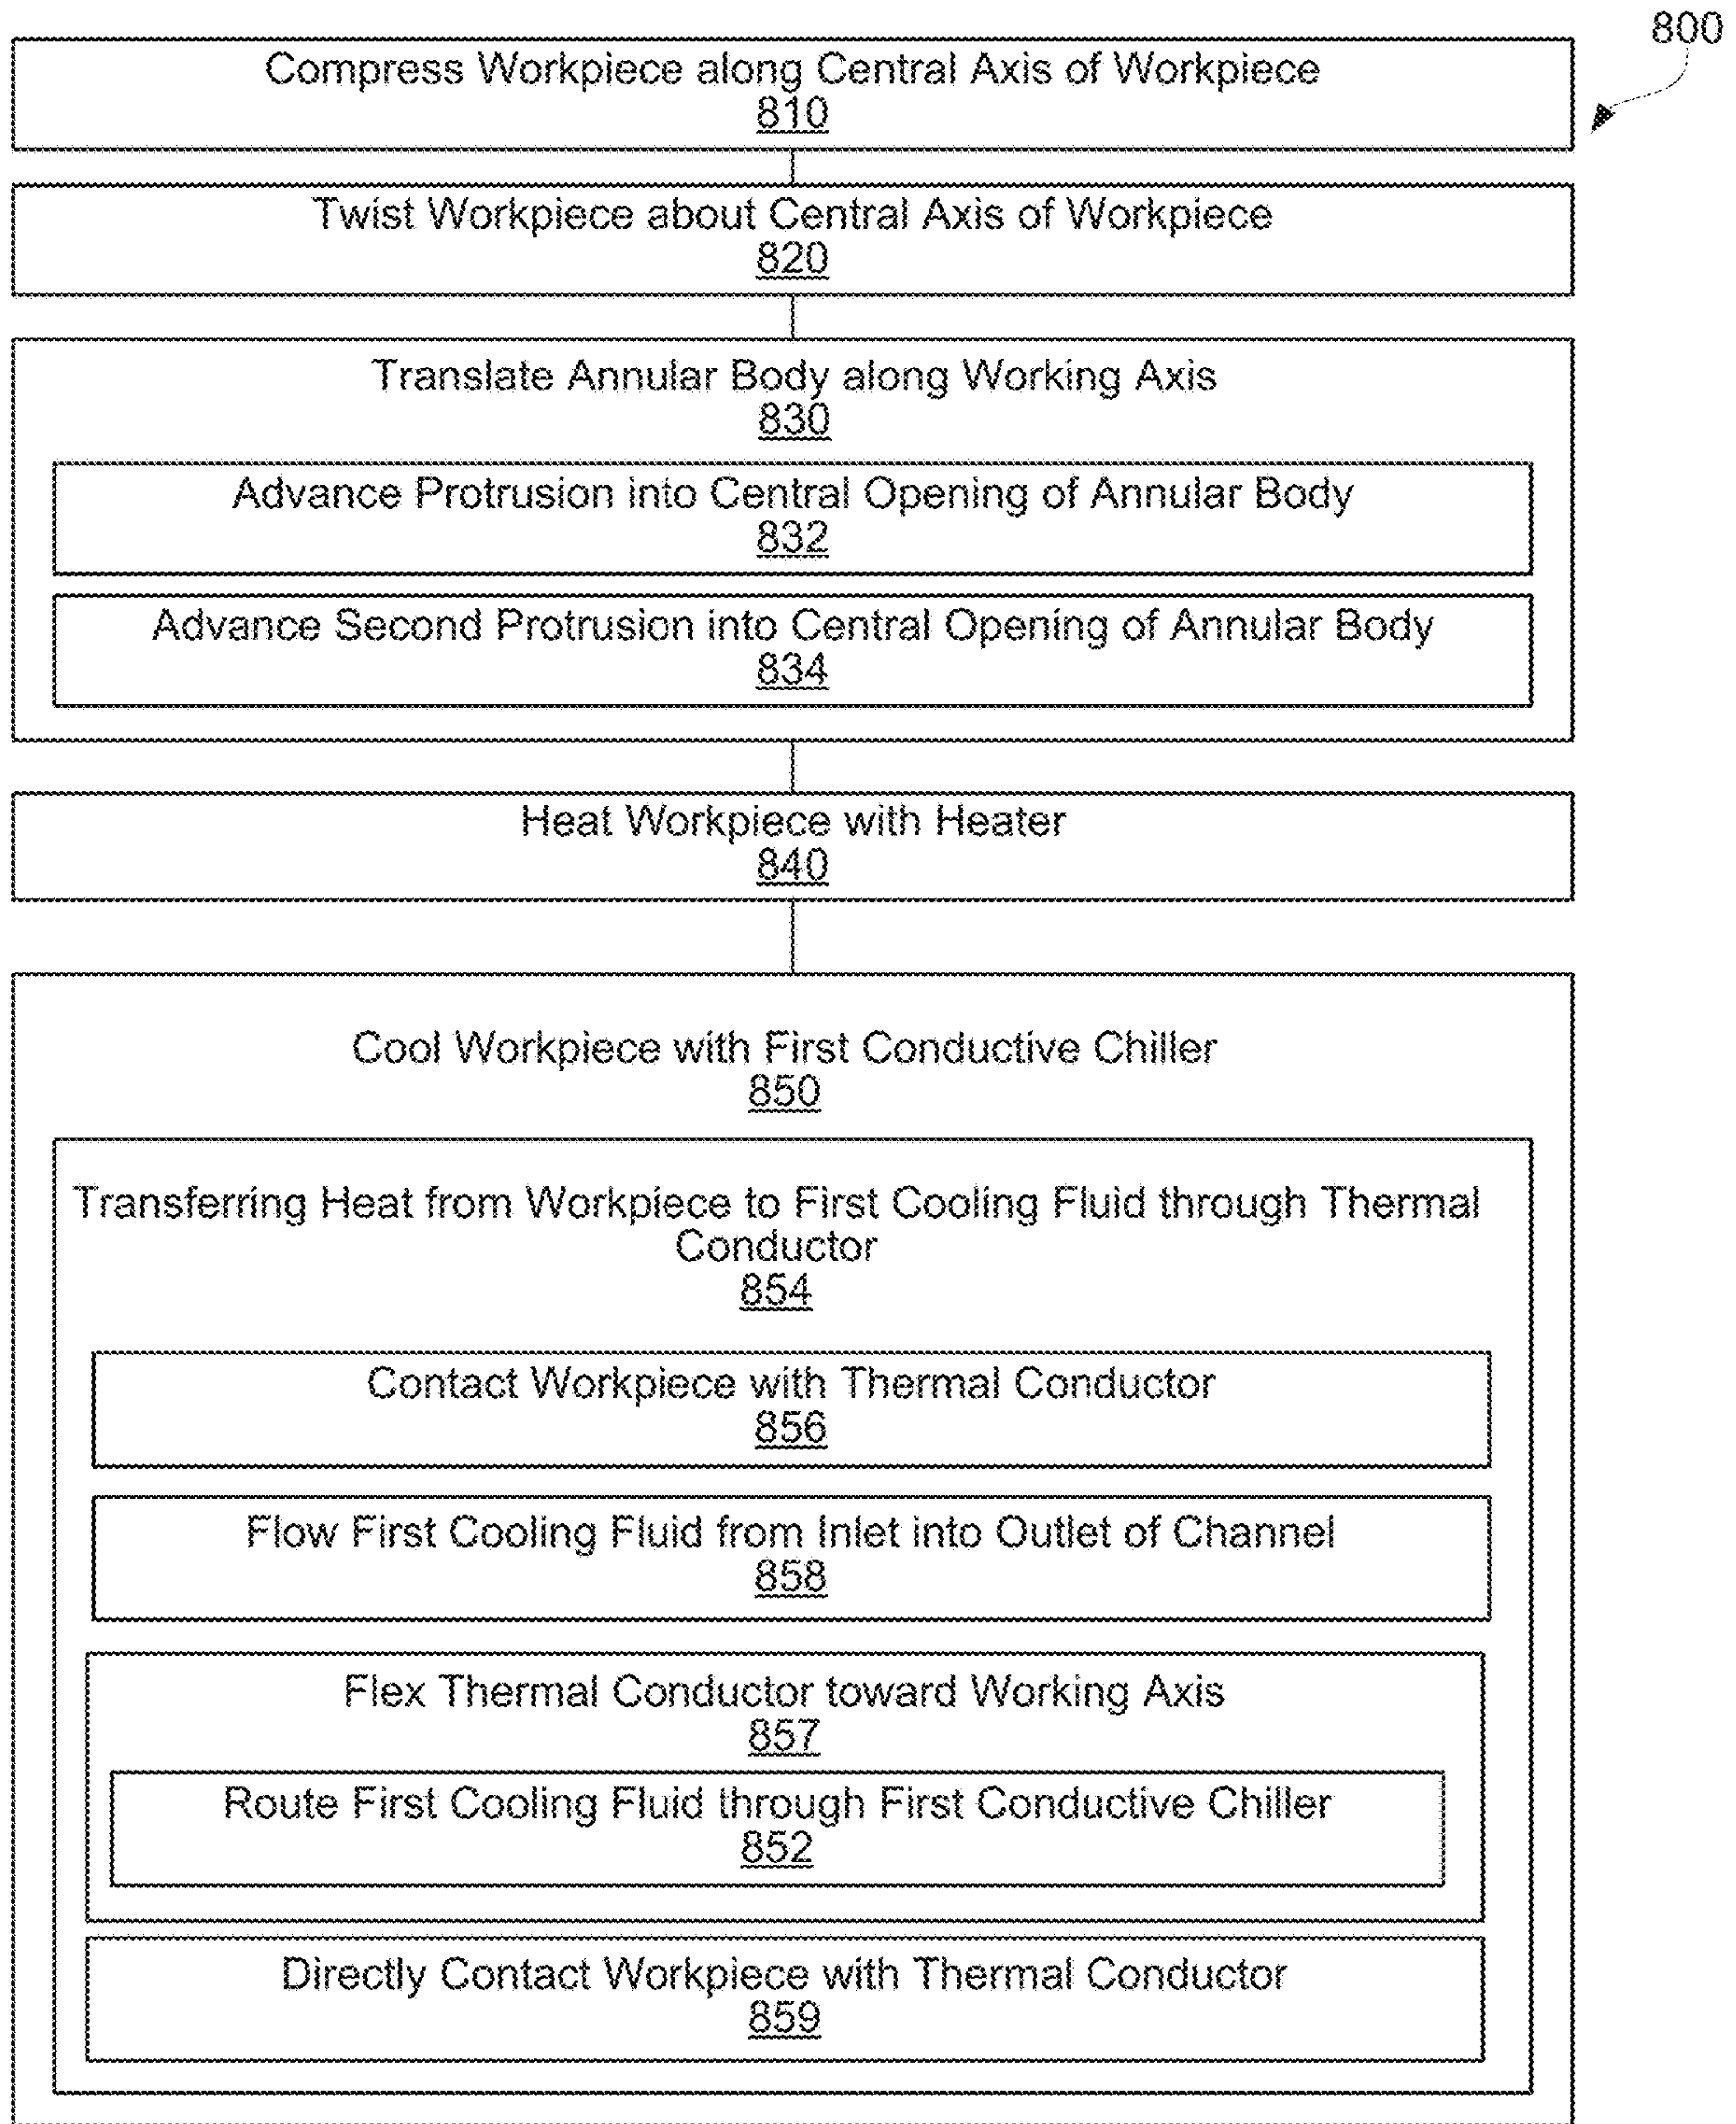 800
Compress Workpiece along Central Axis of Workpiece
810
Twist Workpiece about Central Axis of Workpiece
820
Translate Annular Body along Working Axis
830
Advance Protrusion into Central Opening of Annular Body
832
Advance Second Protrusion into Central Opening of Annular Body
834
Heat Workpiece with Heater
840
Cool Workpiece with First Conductive Chiller
850
Transferring Heat from Workpiece to First Cooling Fluid through Thermal
Conductor
854
Contact Workpiece with Thermal Conductor
856
Flow First Cooling Fluid from Inlet into Outlet of Channel
858
Flex Thermal Conductor toward Working Axis
857
Route First Cooling Fluid through First Conductive Chiller
852
Directly Contact Workpiece with Thermal Conductor
859